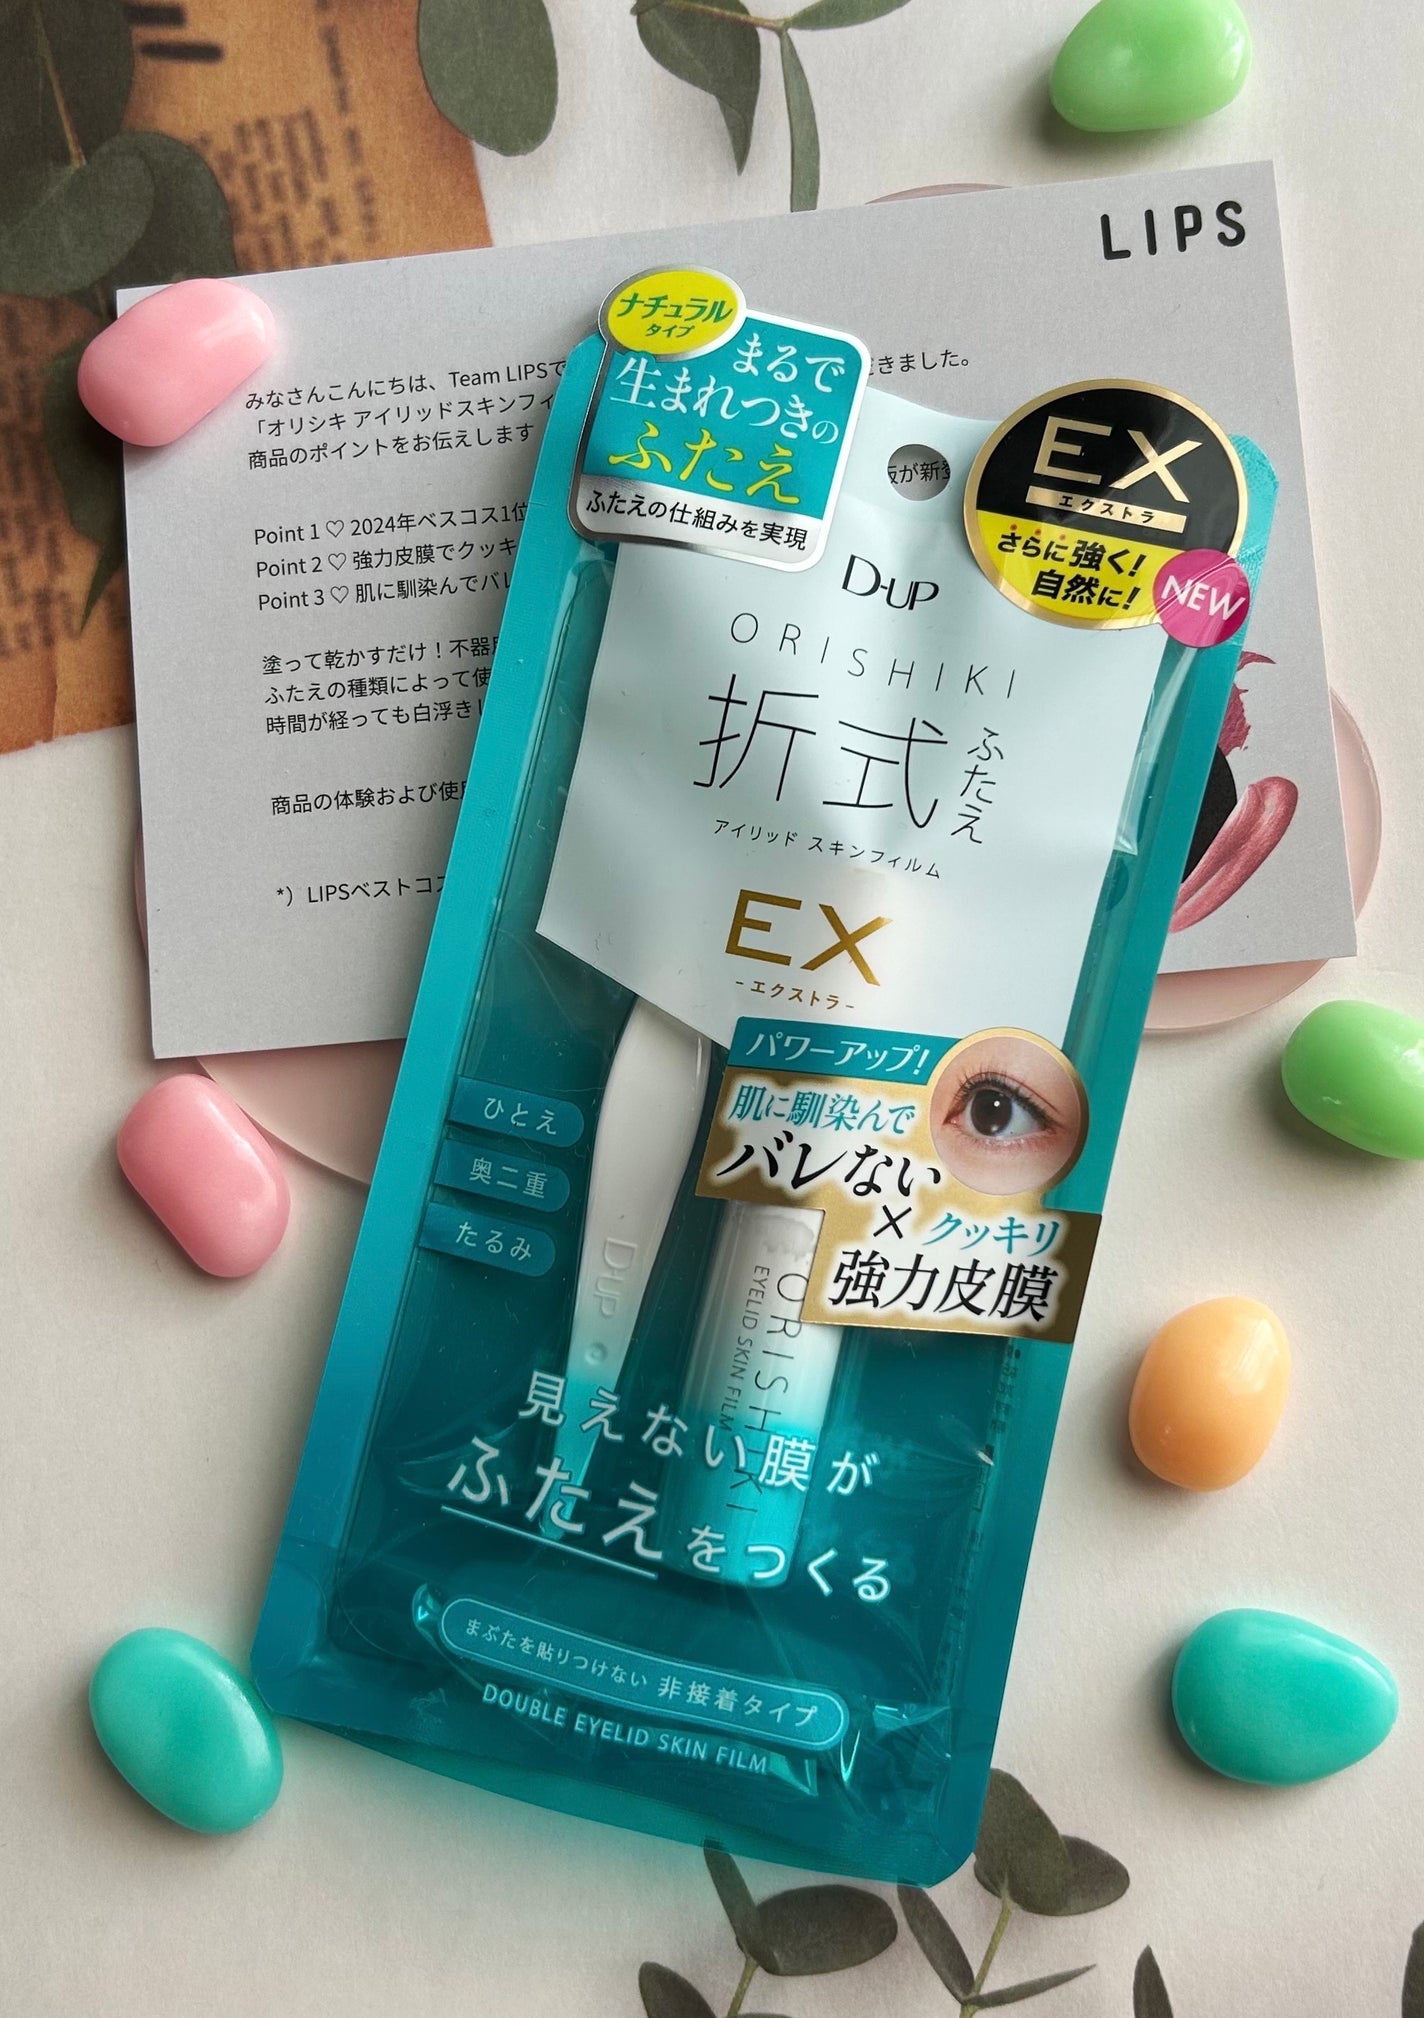 LIPS
みなさんこんにちは、Team LIPSで
きました。
「オリシキ アイリッドスキンフィ
が新
商品のポイントをお伝えします
Point 1 ♡ 2024年ベスコス1位
Point 2 ♡ 強力皮膜でクッキ
Point 3 ♡ 肌に馴染んでバレ
塗って乾かすだけ！不器
ふたえの種類によって使
時間が経っても白浮きし
商品の体験および使
*）LIPSベストコス
ナチュラル
タイプ
まるで
生まれつきの
ふたえ
ふたえの仕組みを実現
EX
エクストラ
さらに強く!
自然に!
NEW
D-UP
ORISHIKI
折式
ふたえ
アイリッド スキンフィルム
EX
-エクストラ-
パワーアップ!
肌に馴染んで
バレない
×クッキリ
強力皮膜
ひとえ
奥二重
たるみ
D-UP
ORISHIKI
EYELID SKIN FILM
見えない膜が
ふたえをつくる
まぶたを貼りつけない 非接着タイプ
DOUBLE EYELID SKIN FILM